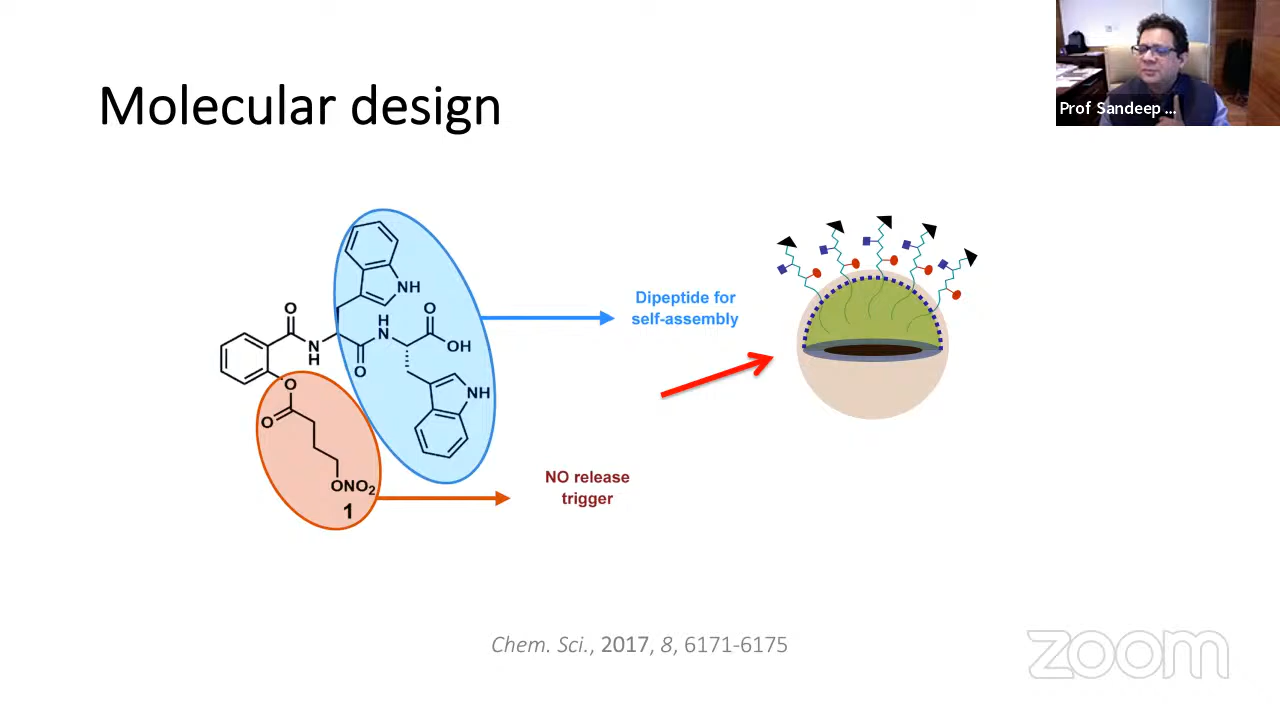 Molecular design
Prof Sandeep ...
NH
O
H
N
O
OH
N
H
O
O
O
NH
ONO2
1
Dipeptide for
self-assembly
NO release
trigger
Chem. Sci., 2017, 8, 6171-6175
zoom